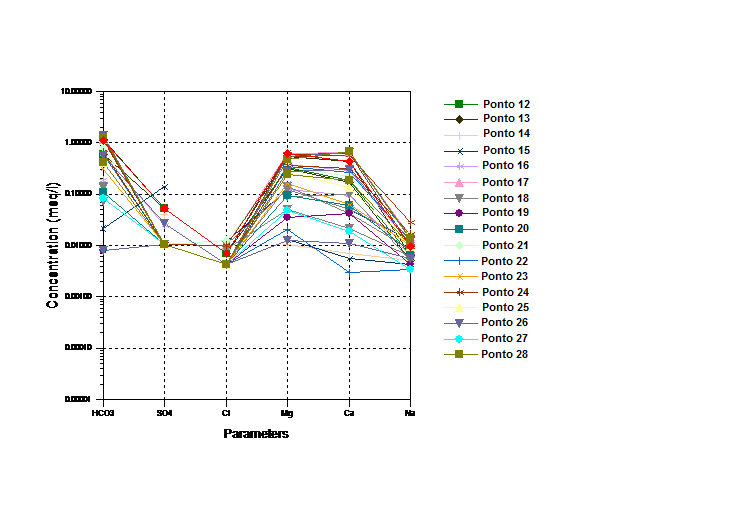 10.00000
1.00000
0.10000
0.01000
0.00100
0.00010
0.00001
Concentration (meq/l)
HCO3 SO4 Cl Mg Ca Na
Parameters
Ponto 12
Ponto 13
Ponto 14
Ponto 15
Ponto 16
Ponto 17
Ponto 18
Ponto 19
Ponto 20
Ponto 21
Ponto 22
Ponto 23
Ponto 24
Ponto 25
Ponto 26
Ponto 27
Ponto 28